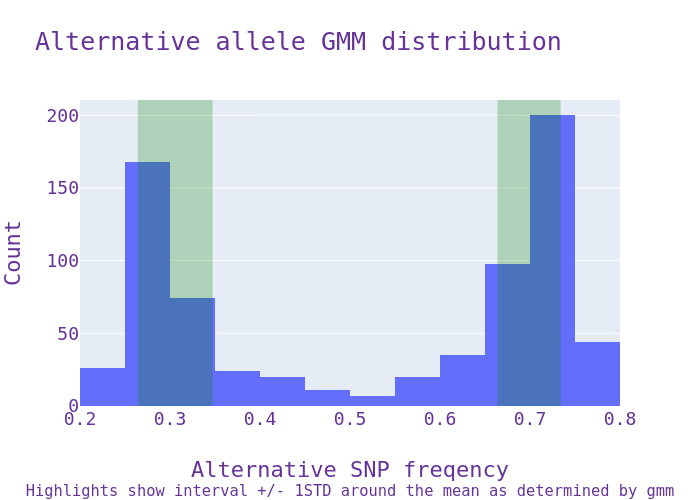 Alternative allele GMM distribution
200
150
100
50
0
Count
0.2 0.3 0.4 0.5 0.6 0.7 0.8
Alternative SNP freqency
Highlights show interval +/- 1STD around the mean as determined by gmm